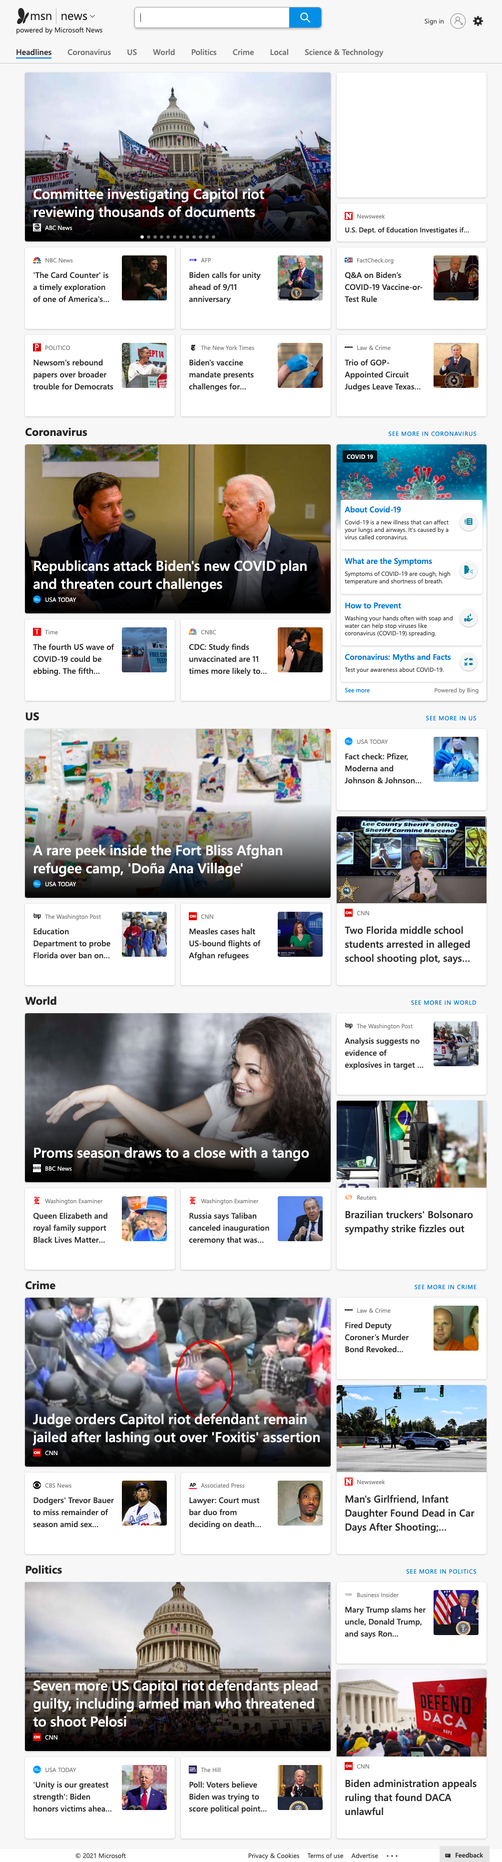 msn | news
powered by Microsoft News
Sign in
Headlines
Coronavirus
US
World
Politics
Crime
Local
Science & Technology
Committee investigating Capitol riot
reviewing thousands of documents
ABC News
Newsweek
U.S. Dept. of Education Investigates if...
NBC News
'The Card Counter' is
a timely exploration
of one of America's...
AFP
Biden calls for unity
ahead of 9/11
anniversary
FactCheck.org
Q&A on Biden's
COVID-19 Vaccine-or-
Test Rule
POLITICO
Newsom's rebound
papers over broader
trouble for Democrats
The New York Times
Biden's vaccine
mandate presents
challenges for...
Law & Crime
Trio of GOP-
Appointed Circuit
Judges Leave Texas...
Coronavirus
SEE MORE IN CORONAVIRUS
Republicans attack Biden's new COVID plan
and threaten court challenges
USA TODAY
COVID 19
About Covid-19
Covid-19 is a new illness that can affect
your lungs and airways. It's caused by a
virus called coronavirus.
What are the Symptoms
Symptoms of COVID-19 are cough, high
temperature and shortness of breath.
How to Prevent
Washing your hands often with soap and
water can help stop viruses like
coronavirus (COVID-19) spreading.
Coronavirus: Myths and Facts
Test your awareness about COVID-19.
See more
Powered by Bing
Time
The fourth US wave of
COVID-19 could be
ebbing. The fifth...
CNBC
CDC: Study finds
unvaccinated are 11
times more likely to...
US
SEE MORE IN US
A rare peek inside the Fort Bliss Afghan
refugee camp, 'Doña Ana Village'
USA TODAY
USA TODAY
Fact check: Pfizer,
Moderna and
Johnson & Johnson...
Lee County Sheriff's Office
Sheriff Carmine Marceno
CNN
Two Florida middle school
students arrested in alleged
school shooting plot, says...
The Washington Post
Education
Department to probe
Florida over ban on...
CNN
Measles cases halt
US-bound flights of
Afghan refugees
World
SEE MORE IN WORLD
Proms season draws to a close with a tango
BBC News
The Washington Post
Analysis suggests no
evidence of
explosives in target ...
Reuters
Brazilian truckers' Bolsonaro
sympathy strike fizzles out
Washington Examiner
Queen Elizabeth and
royal family support
Black Lives Matter...
Washington Examiner
Russia says Taliban
canceled inauguration
ceremony that was...
Crime
SEE MORE IN CRIME
Judge orders Capitol riot defendant remain
jailed after lashing out over 'Foxitis' assertion
CNN
Law & Crime
Fired Deputy
Coroner's Murder
Bond Revoked...
Newsweek
Man's Girlfriend, Infant
Daughter Found Dead in Car
Days After Shooting;...
CBS News
Dodgers' Trevor Bauer
to miss remainder of
season amid sex...
Associated Press
Lawyer: Court must
bar duo from
deciding on death...
Politics
SEE MORE IN POLITICS
Seven more US Capitol riot defendants plead
guilty, including armed man who threatened
to shoot Pelosi
CNN
Business Insider
Mary Trump slams her
uncle, Donald Trump,
and says Ron...
DEFEND
DACA
CNN
Biden administration appeals
ruling that found DACA
unlawful
USA TODAY
'Unity is our greatest
strength': Biden
honors victims ahea...
The Hill
Poll: Voters believe
Biden was trying to
score political point...
© 2021 Microsoft
Privacy & Cookies
Terms of use
Advertise
Feedback